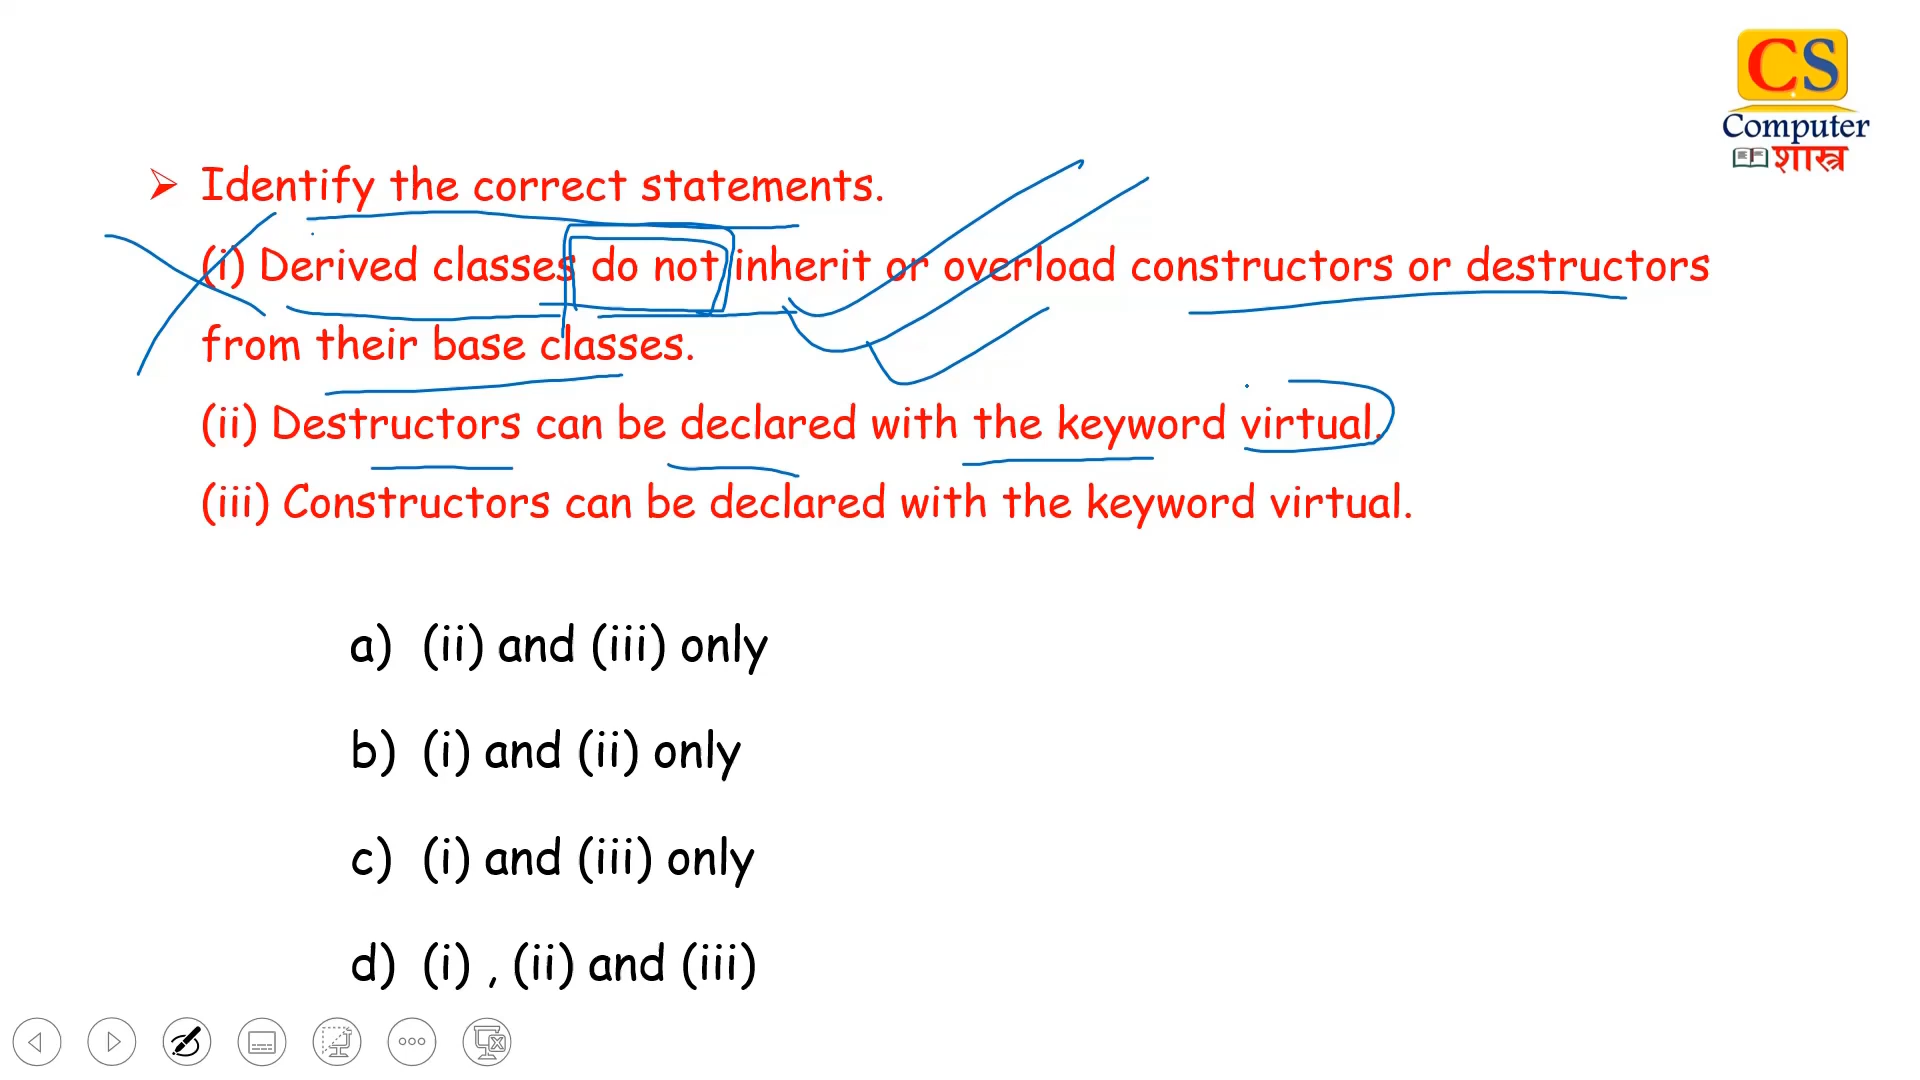 CS
Computer
शास्त्र
Identify the correct statements.
(i) Derived classes do not inherit or overload constructors or destructors
from their base classes.
(ii) Destructors can be declared with the keyword virtual.
(iii) Constructors can be declared with the keyword virtual.
a) (ii) and (iii) only
b) (i) and (ii) only
c) (i) and (iii) only
d) (i) , (ii) and (iii)